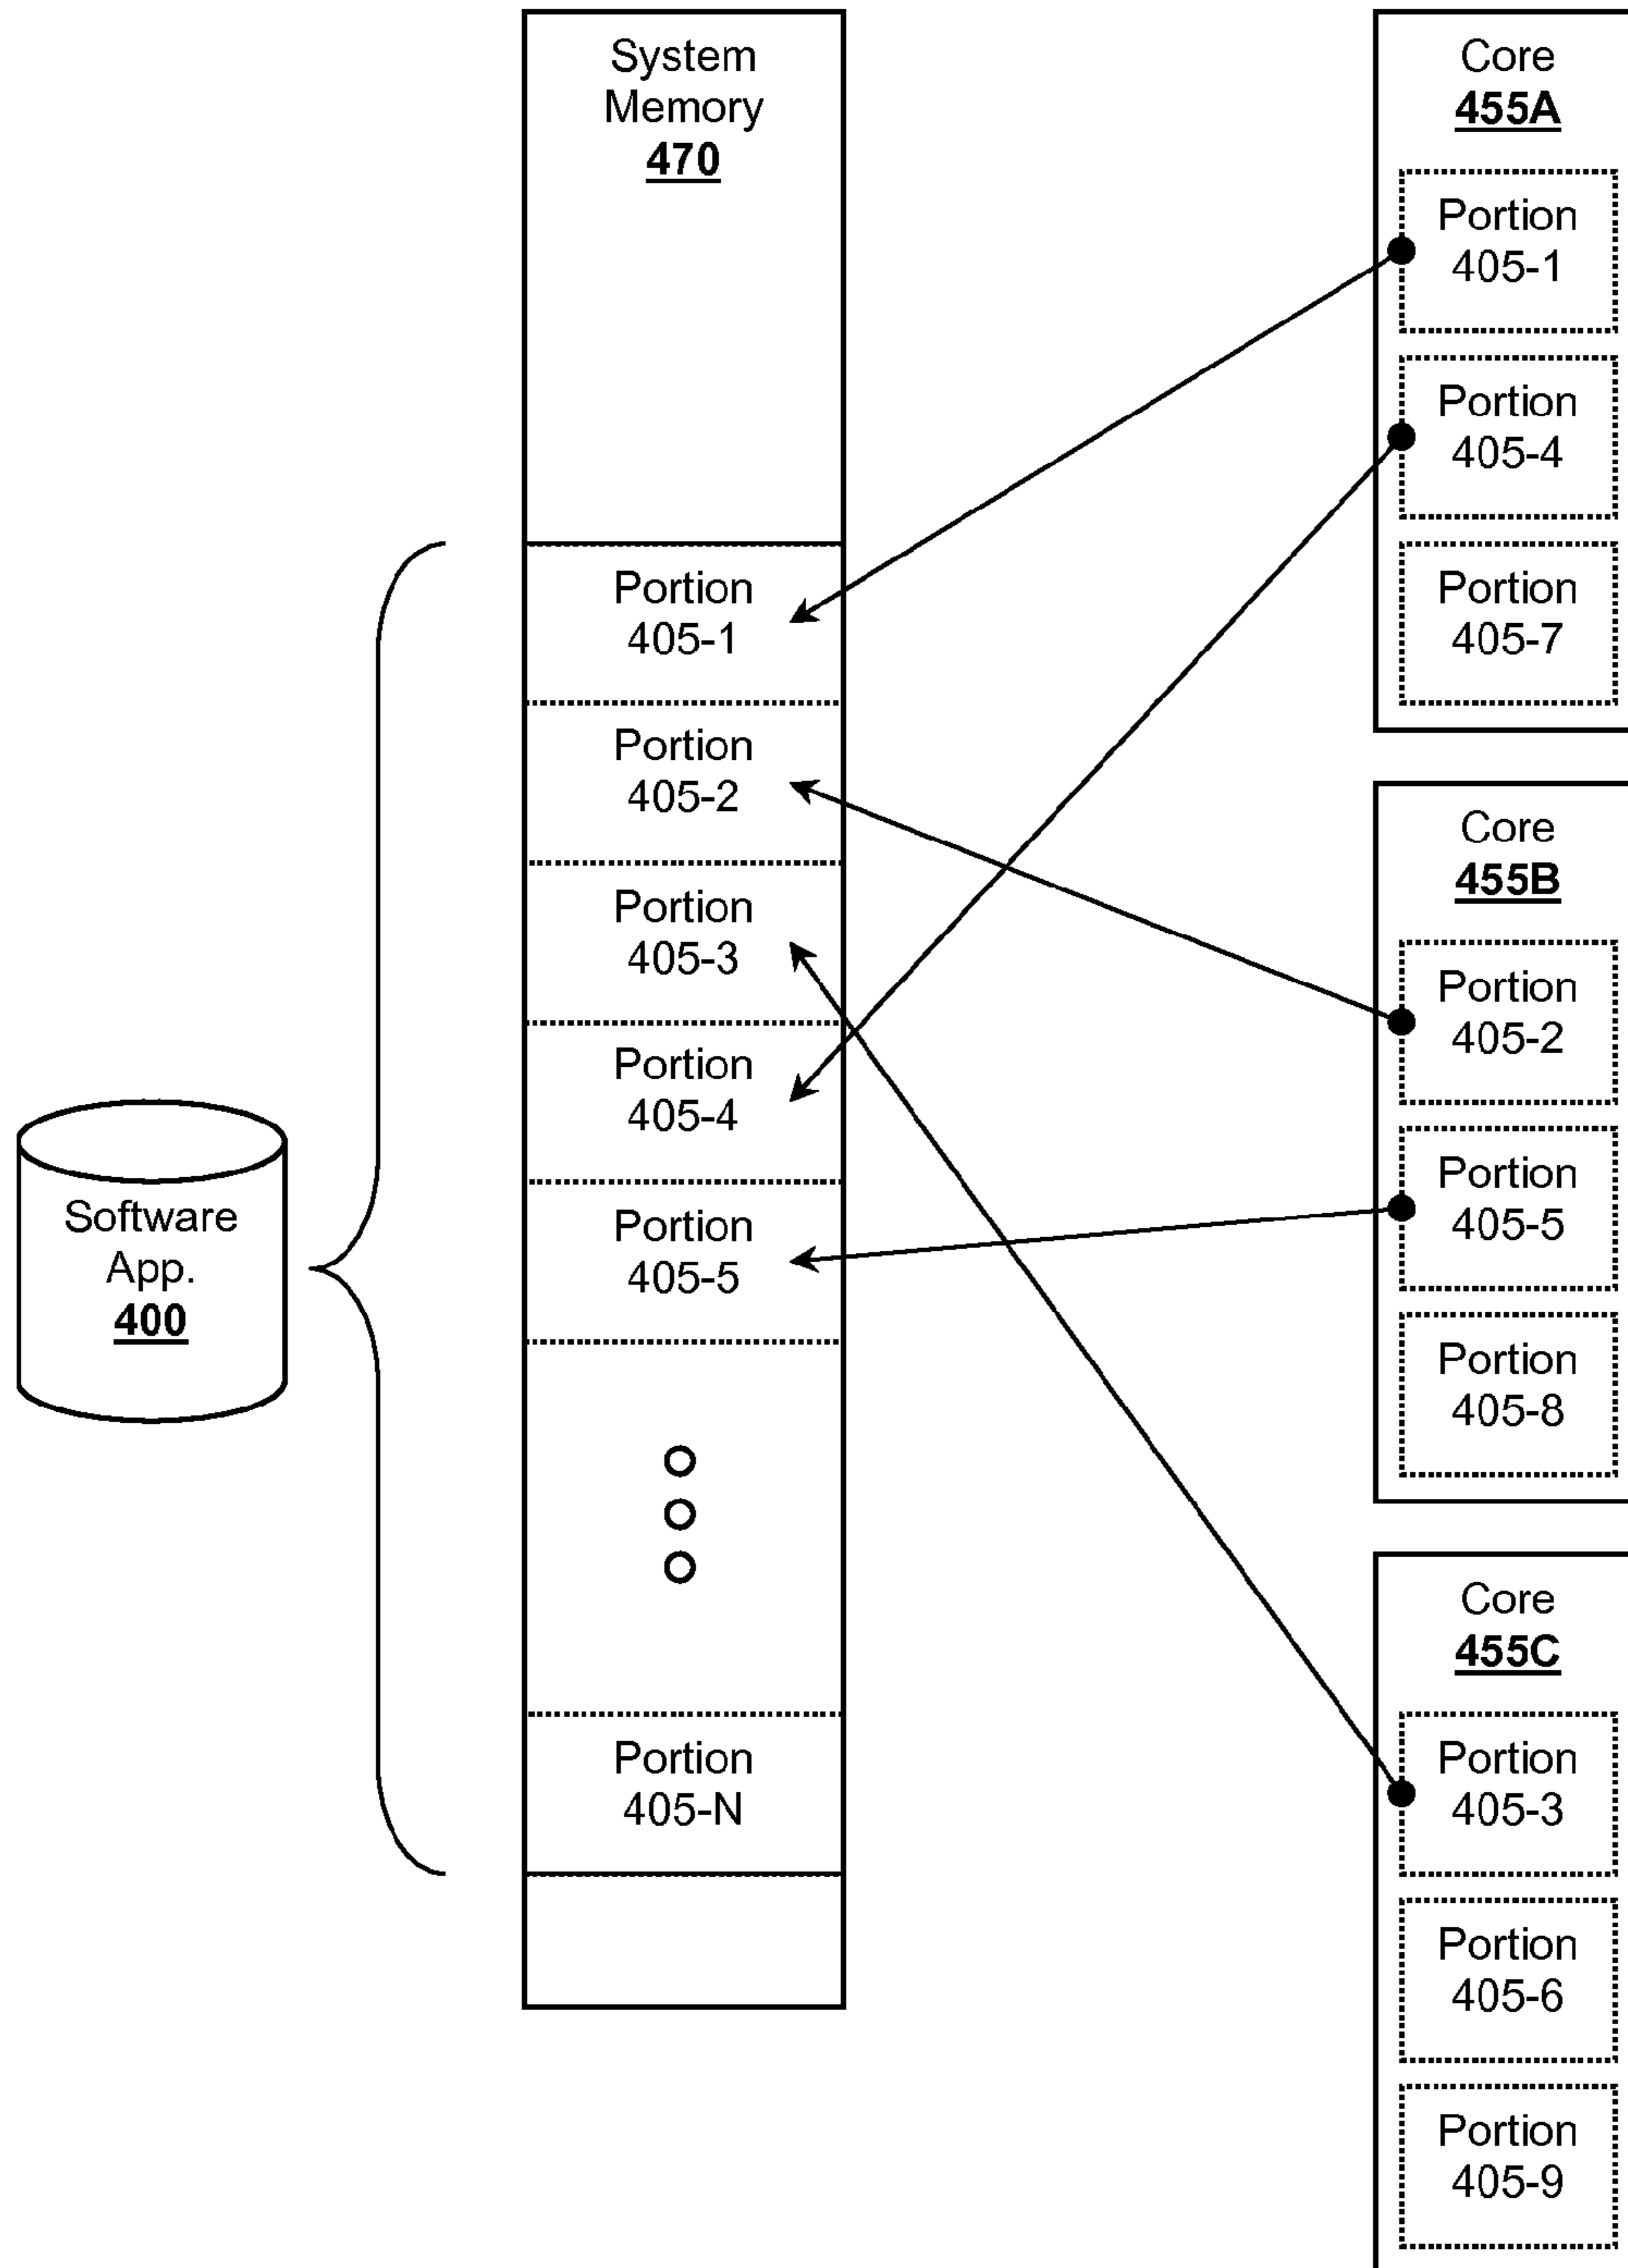 System
Memory
470
Portion
405-1
Portion
405-2
Portion
405-3
Portion
405-4
Portion
405-5
Portion
405-N
Software
App.
400
Core
455A
Portion
405-1
Portion
405-4
Portion
405-7
Core
455B
Portion
405-2
Portion
405-5
Portion
405-8
Core
455C
Portion
405-3
Portion
405-6
Portion
405-9